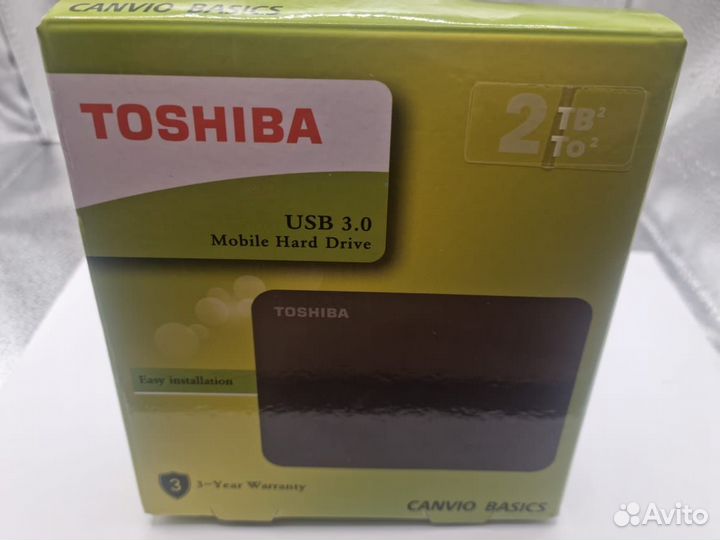 CANVIO BASICS
TOSHIBA
2 TB²
To²
USB 3.0
Mobile Hard Drive
TOSHIBA
Easy installation
3
3-Year Warranty
CANVIO BASICS
Avito